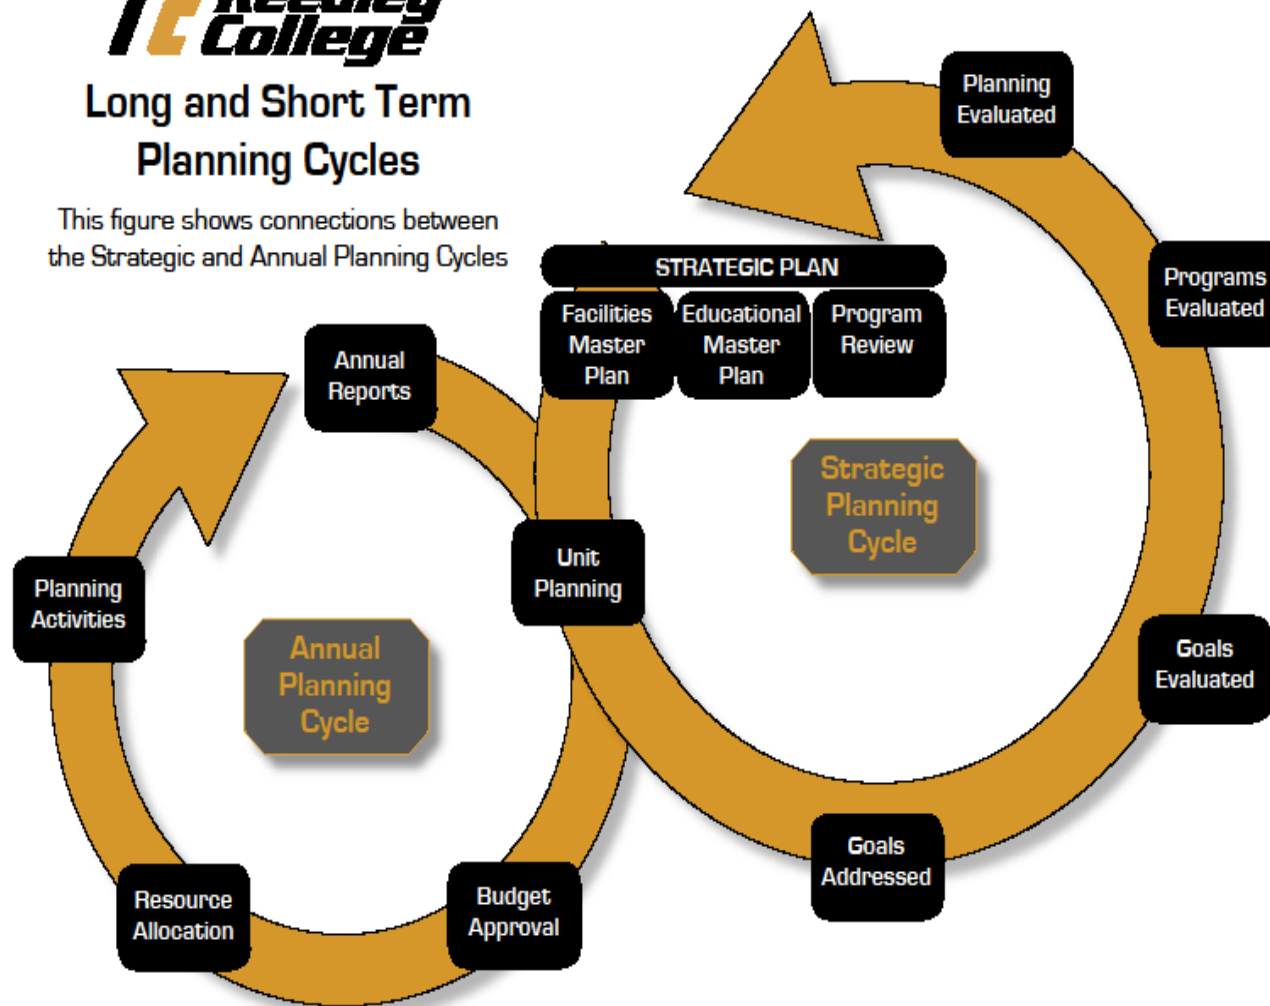 Reedley
College
Long and Short Term
Planning Cycles
This figure shows connections between
the Strategic and Annual Planning Cycles
Planning
Evaluated
Programs
Evaluated
STRATEGIC PLAN
Facilities
Master
Plan
Educational
Master
Plan
Program
Review
Annual
Reports
Strategic
Planning
Cycle
Unit
Planning
Planning
Activities
Annual
Planning
Cycle
Goals
Evaluated
Goals
Addressed
Resource
Allocation
Budget
Approval